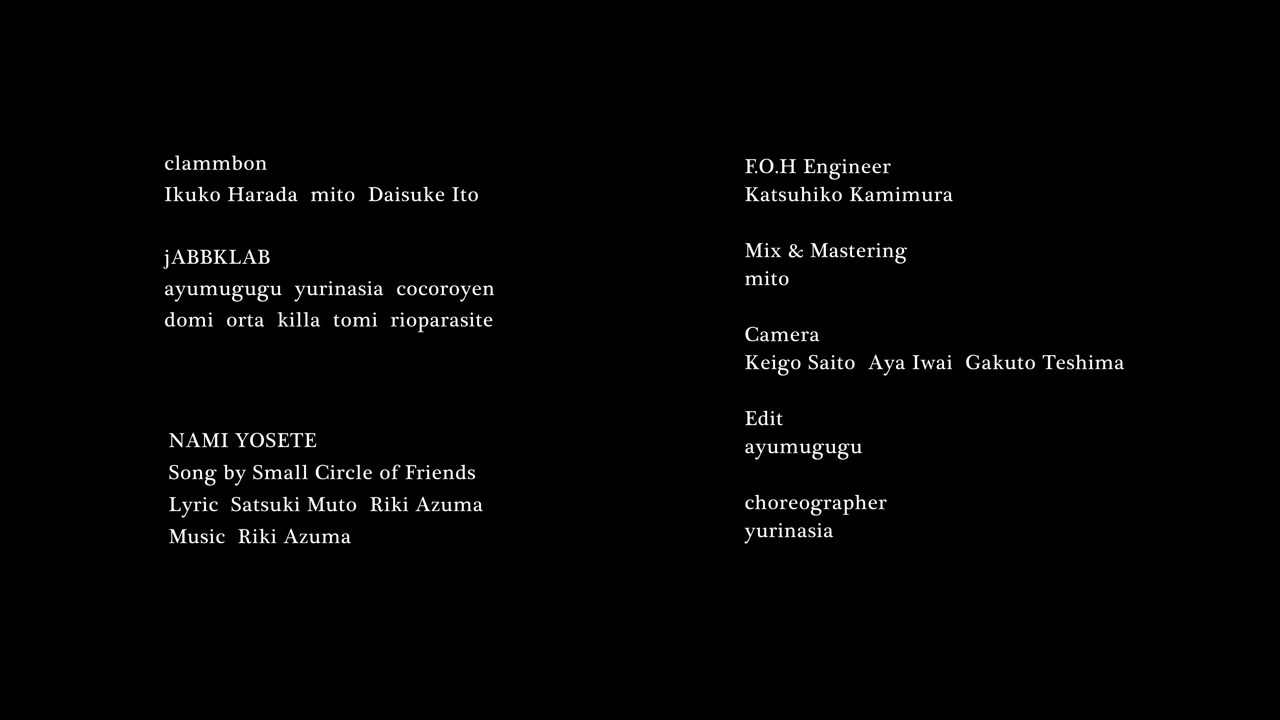 clammbon
Ikuko Harada  mito  Daisuke Ito
jABBKLAB
ayumugugu  yurinasia  cocoroyen
domi  orta  killa  tomi  rioparasite
NAMI YOSETE
Song by Small Circle of Friends
Lyric  Satsuki Muto  Riki Azuma
Music  Riki Azuma
F.O.H Engineer
Katsuhiko Kamimura
Mix & Mastering
mito
Camera
Keigo Saito  Aya Iwai  Gakuto Teshima
Edit
ayumugugu
choreographer
yurinasia